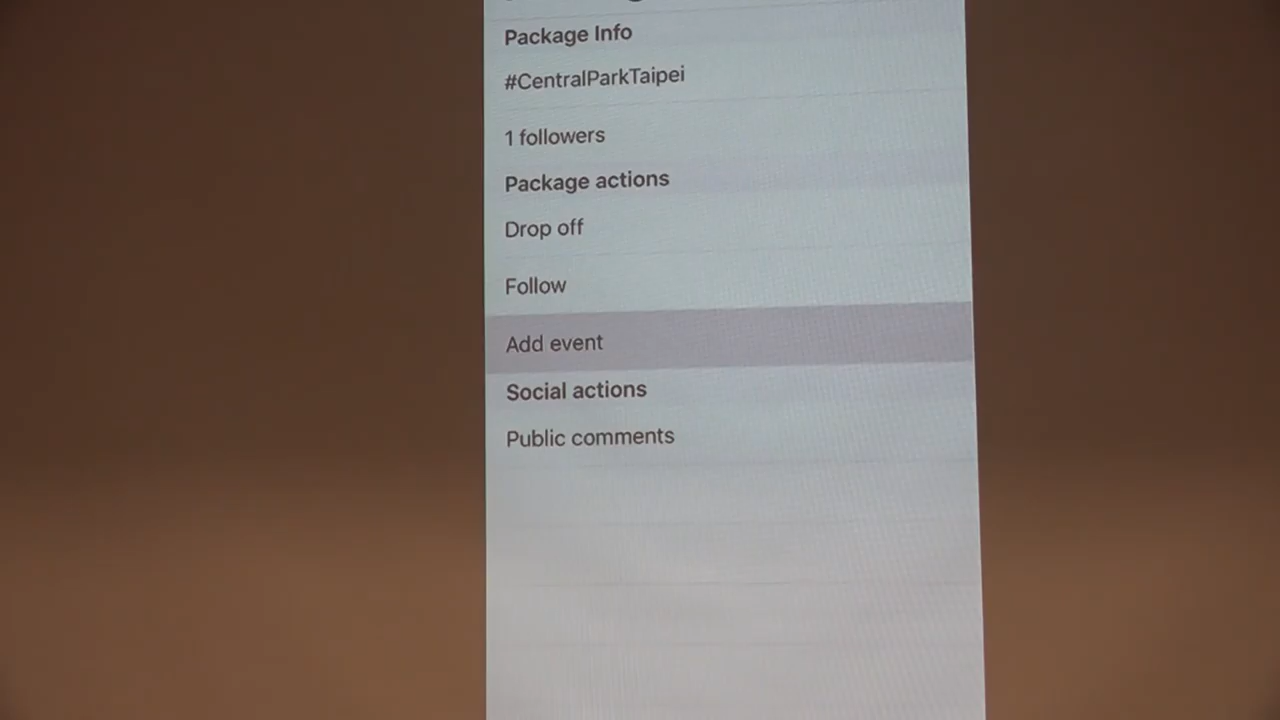 Package Info
#CentralParkTaipei
1 followers
Package actions
Drop off
Follow
Add event
Social actions
Public comments